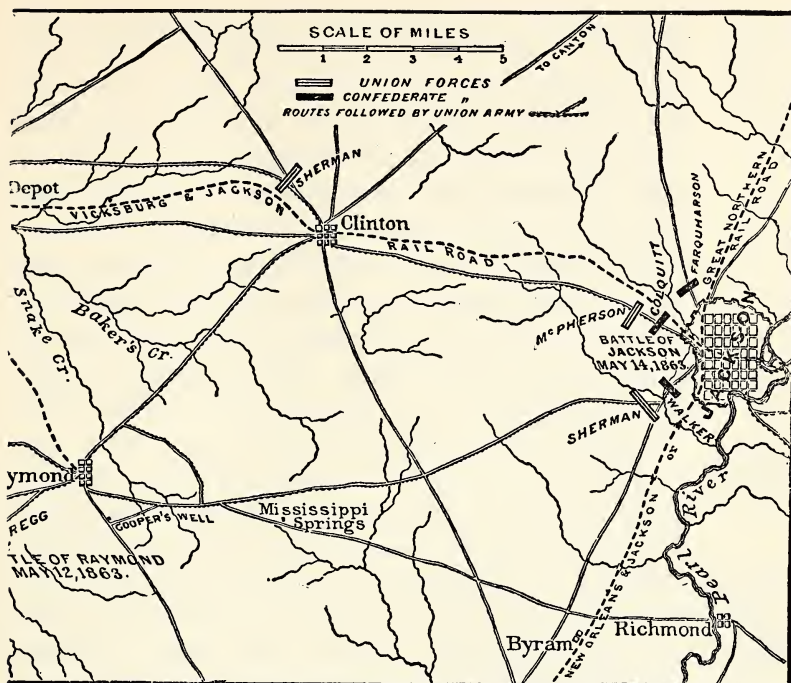 SCALE OF MILES
1 2 3 4 5
UNION FORCES
CONFEDERATE "
ROUTES FOLLOWED BY UNION ARMY
TO CANTON
SHERMAN
Depot
VICKSBURG & JACKSON
RAIL ROAD
Clinton
GREAT NORTHERN
RAIL ROAD
FARQUHARSON
COLQUITT
McPHERSON
BATTLE OF
JACKSON
MAY 14, 1863.
JACKSON
WALKER
SHERMAN
Snake Cr.
Baker's Cr.
ymond
REGG
COOPER'S WELL
TTLE OF RAYMOND
MAY 12, 1863.
Mississippi
Springs
NEW ORLEANS & JACKSON
Pearl River
Byram
Richmond